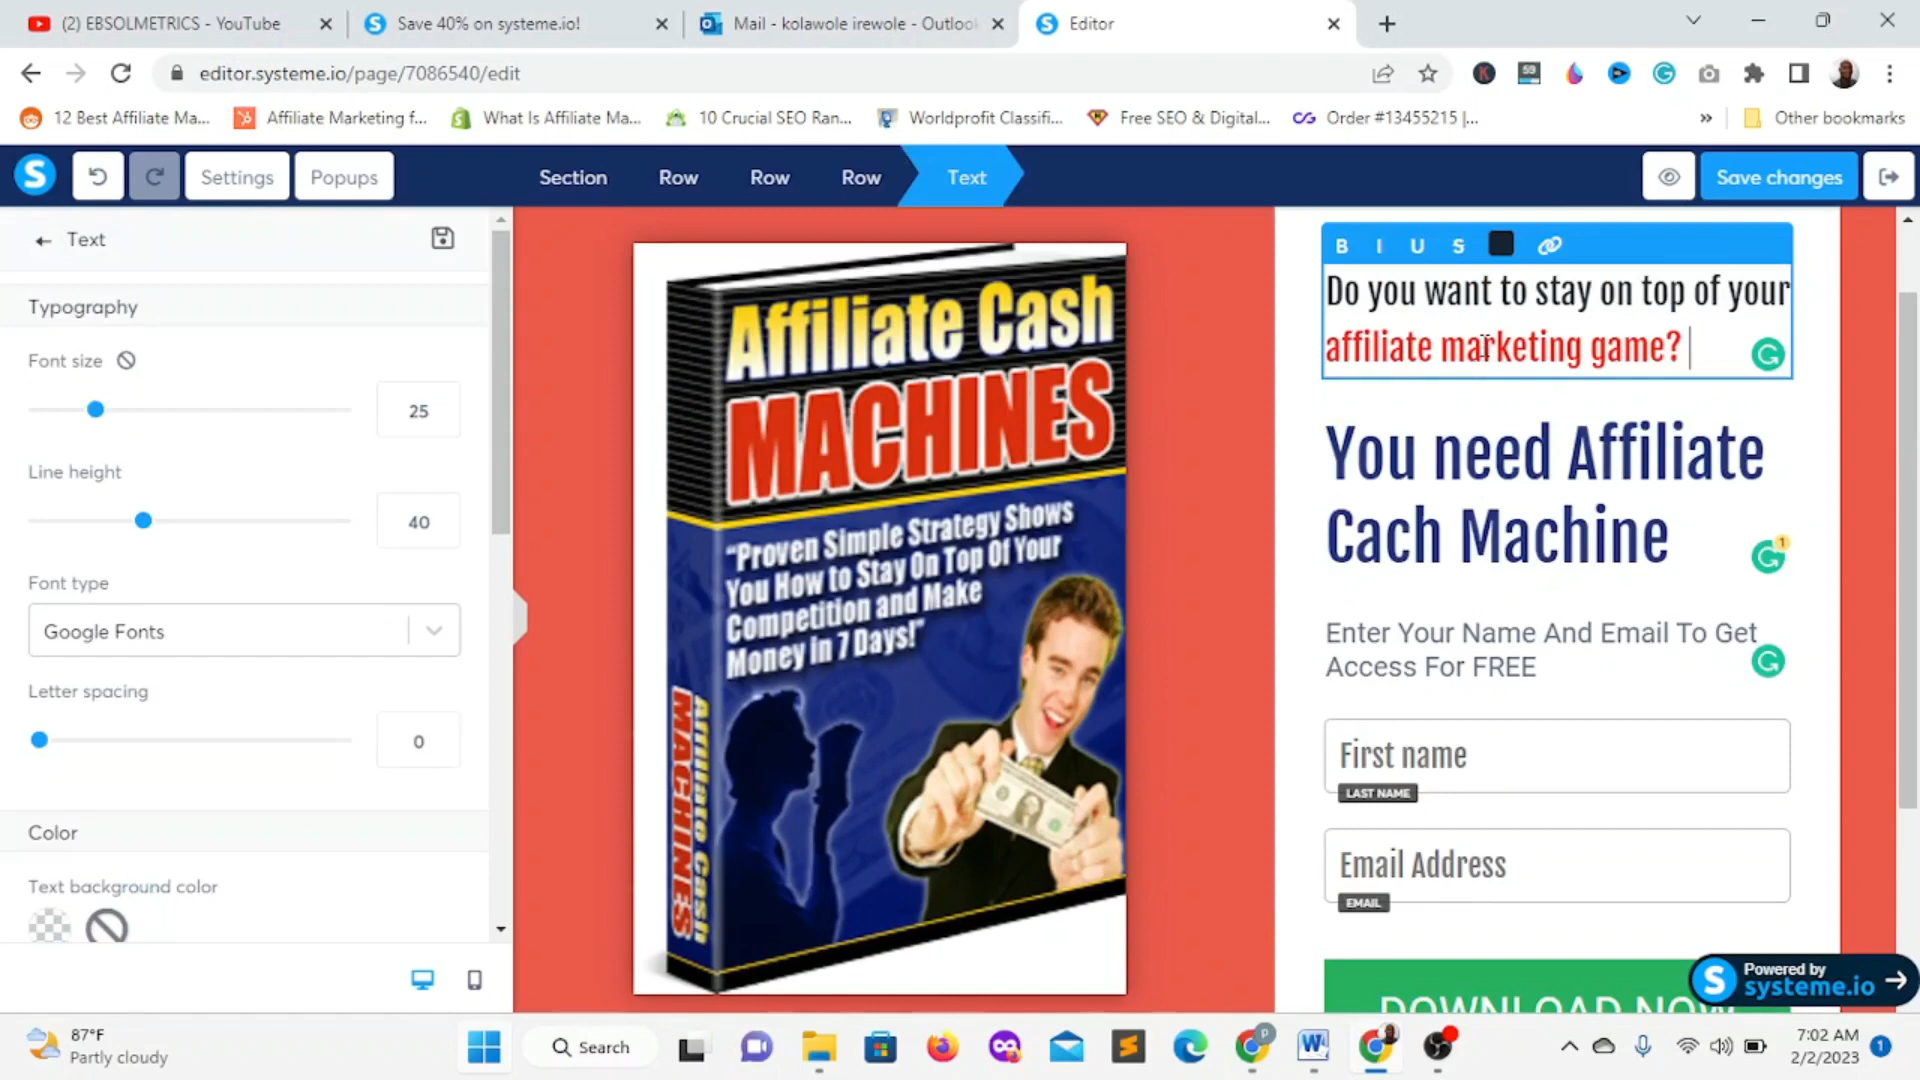 (2) EBSOLMETRICS - YouTube
Save 40% on systeme.io!
Mail - kolawole irewole - Outlook
Editor
editor.systeme.io/page/7086540/edit
59
12 Best Affiliate Ma...
Affiliate Marketing f...
What Is Affiliate Ma...
10 Crucial SEO Ran...
Worldprofit Classifi...
Free SEO & Digital...
Order #13455215 |...
Other bookmarks
Settings
Popups
Section
Row
Row
Row
Text
Save changes
Text
Typography
Font size
25
Line height
40
Font type
Google Fonts
Letter spacing
0
Color
Text background color
Affiliate Cash
MACHINES
"Proven Simple Strategy Shows
You How to Stay On Top Of Your
Competition and Make
Money in 7 Days!"
Affiliate Cash
MACHINES
B I U S
Do you want to stay on top of your
affiliate marketing game?
You need Affiliate
Cach Machine
1
Enter Your Name And Email To Get
Access For FREE
First name
LAST NAME
Email Address
EMAIL
DOWNLOAD NOW
Powered by
systeme.io
87°F
Partly cloudy
Search
7:02 AM
2/2/2023
1